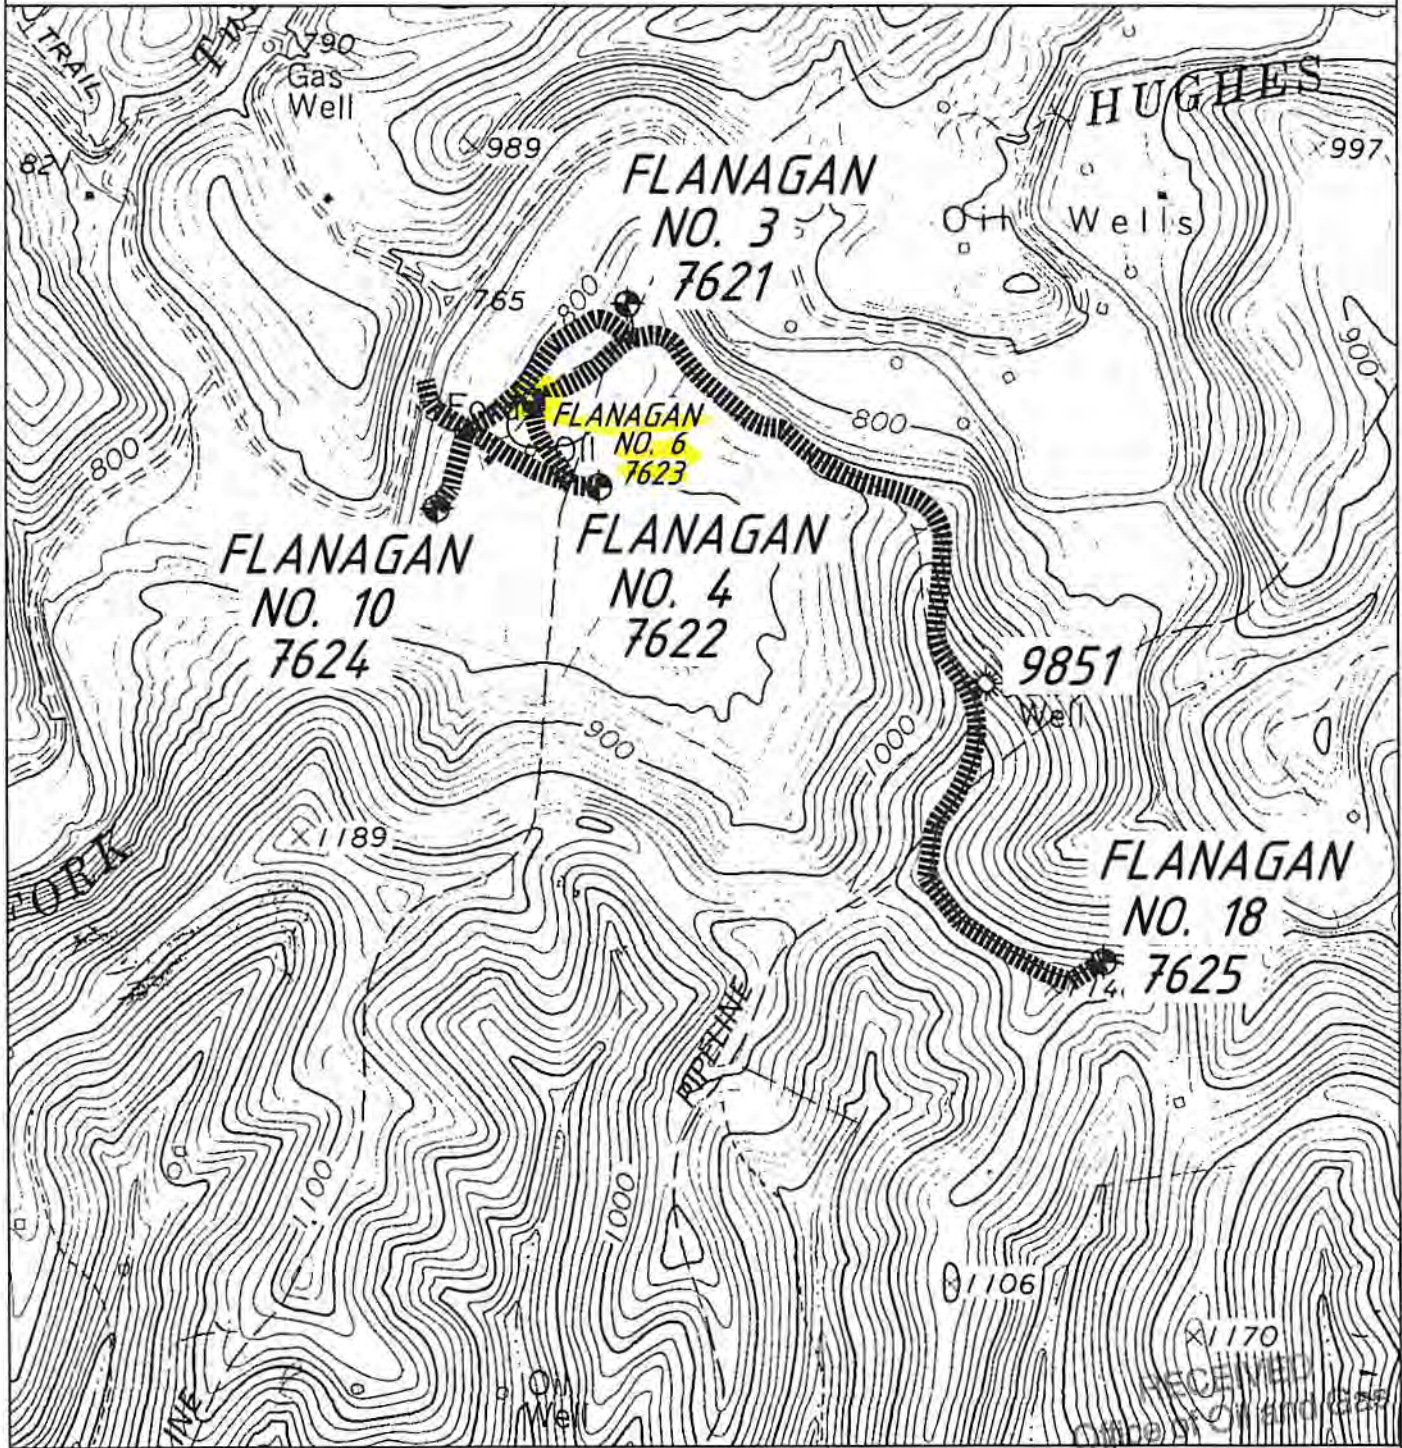 TRAIL
790
Gas
Well
HUGHES
989
997
821
FLANAGAN
NO. 3
7621
Oil Wells
765
800
900
800
800
FLANAGAN
NO. 6
7623
Oil
FLANAGAN
NO. 10
7624
FLANAGAN
NO. 4
7622
9851
Well
900
1000
1189
FORK
FLANAGAN
NO. 18
7625
PIPELINE
1100
1000
1106
1170
Oil
Well
RECEIVED
Office of Oil and Gas